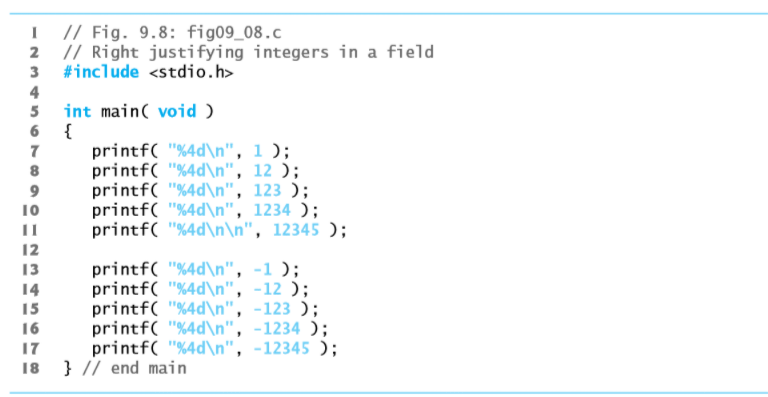 1 // Fig. 9.8: fig09_08.c
2 // Right justifying integers in a field
3 #include <stdio.h>
4
5 int main( void )
6 {
7    printf( "%4d\n", 1 );
8    printf( "%4d\n", 12 );
9    printf( "%4d\n", 123 );
10    printf( "%4d\n", 1234 );
11    printf( "%4d\n\n", 12345 );
12
13    printf( "%4d\n", -1 );
14    printf( "%4d\n", -12 );
15    printf( "%4d\n", -123 );
16    printf( "%4d\n", -1234 );
17    printf( "%4d\n", -12345 );
18 } // end main